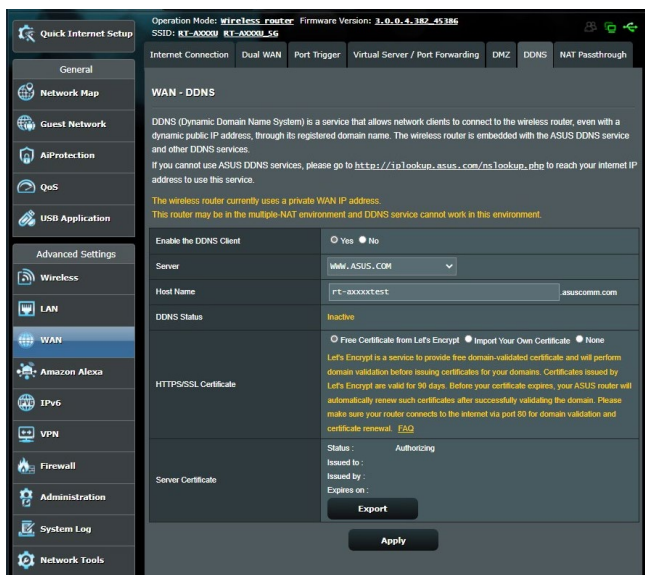 Quick Internet Setup
General
Network Map
Guest Network
AiProtection
QoS
USB Application
Advanced Settings
Wireless
LAN
WAN
Amazon Alexa
IPv6
VPN
Firewall
Administration
System Log
Network Tools
Operation Mode: Wireless router Firmware Version: 3.0.0.4.382_45386
SSID: RT-AXXXU RT-AXXXU_5G
Internet Connection Dual WAN Port Trigger Virtual Server / Port Forwarding DMZ DDNS NAT Passthrough
WAN - DDNS
DDNS (Dynamic Domain Name System) is a service that allows network clients to connect to the wireless router, even with a
dynamic public IP address, through its registered domain name. The wireless router is embedded with the ASUS DDNS service
and other DDNS services.
If you cannot use ASUS DDNS services, please go to http://iplookup.asus.com/nslookup.php to reach your internet IP
address to use this service.
The wireless router currently uses a private WAN IP address.
This router may be in the multiple-NAT environment and DDNS service cannot work in this environment.
Enable the DDNS Client Yes No
Server WWW.ASUS.COM
Host Name rt-axxxxtest .asuscomm.com
DDNS Status Inactive
HTTPS/SSL Certificate
Free Certificate from Let's Encrypt Import Your Own Certificate None
Let's Encrypt is a service to provide free domain-validated certificate and will perform
domain validation before issuing certificates for your domains. Certificates issued by
Let's Encrypt are valid for 90 days. Before your certificate expires, your ASUS router will
automatically renew such certificates after successfully validating the domain. Please
make sure your router connects to the internet via port 80 for domain validation and
certificate renewal. FAQ
Server Certificate
Status : Authorizing
Issued to :
Issued by :
Expires on :
Export
Apply